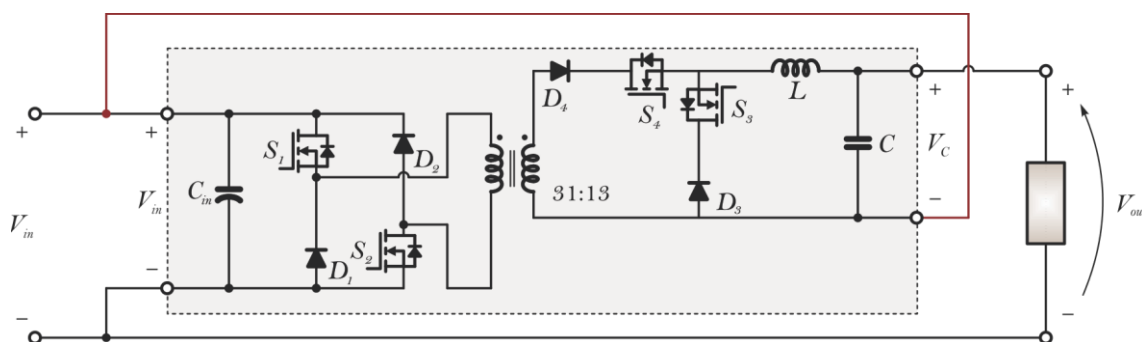 S₄
D₄
L
S₃
+
+
+
+
S₁
D₂
V_C
C
C_in
V_in
31:13
D₃
−
V_in
V_ou
S₂
D₁
−
−
−